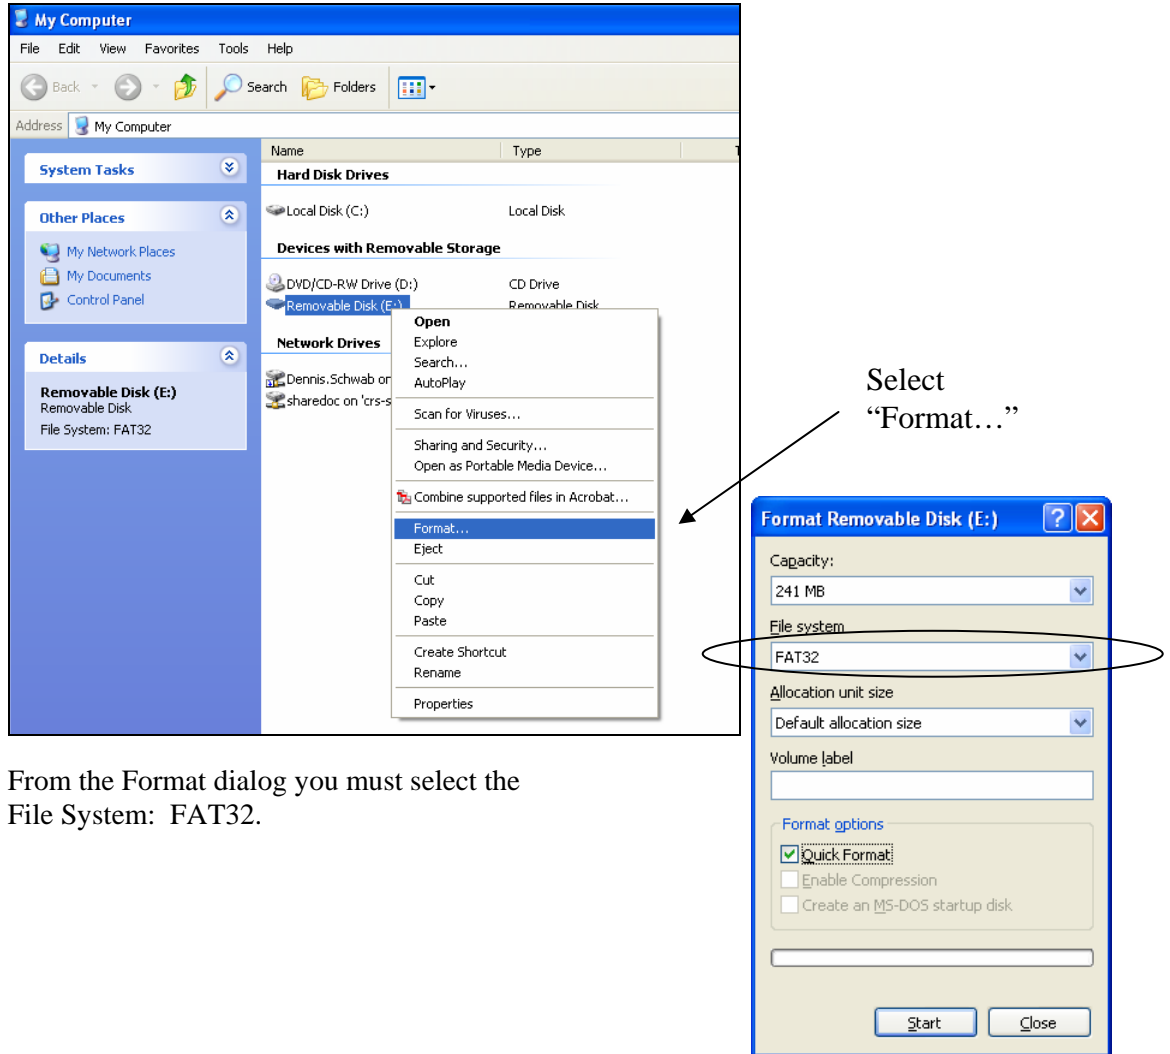 My Computer
File Edit View Favorites Tools Help
Back Search Folders
Address My Computer
Name Type
System Tasks
Other Places
My Network Places
My Documents
Control Panel
Details
Removable Disk (E:)
Removable Disk
File System: FAT32
Hard Disk Drives
Local Disk (C:) Local Disk
Devices with Removable Storage
DVD/CD-RW Drive (D:) CD Drive
Removable Disk (E:) Removable Disk
Network Drives
Dennis.Schwab on
sharedoc on 'crs-s
Open
Explore
Search...
AutoPlay
Scan for Viruses...
Sharing and Security...
Open as Portable Media Device...
Combine supported files in Acrobat...
Format...
Eject
Cut
Copy
Paste
Create Shortcut
Rename
Properties
Select
“Format…”
Format Removable Disk (E:)
Capacity:
241 MB
File system
FAT32
Allocation unit size
Default allocation size
Volume label
Format options
Quick Format
Enable Compression
Create an MS-DOS startup disk
Start Close
From the Format dialog you must select the
File System: FAT32.